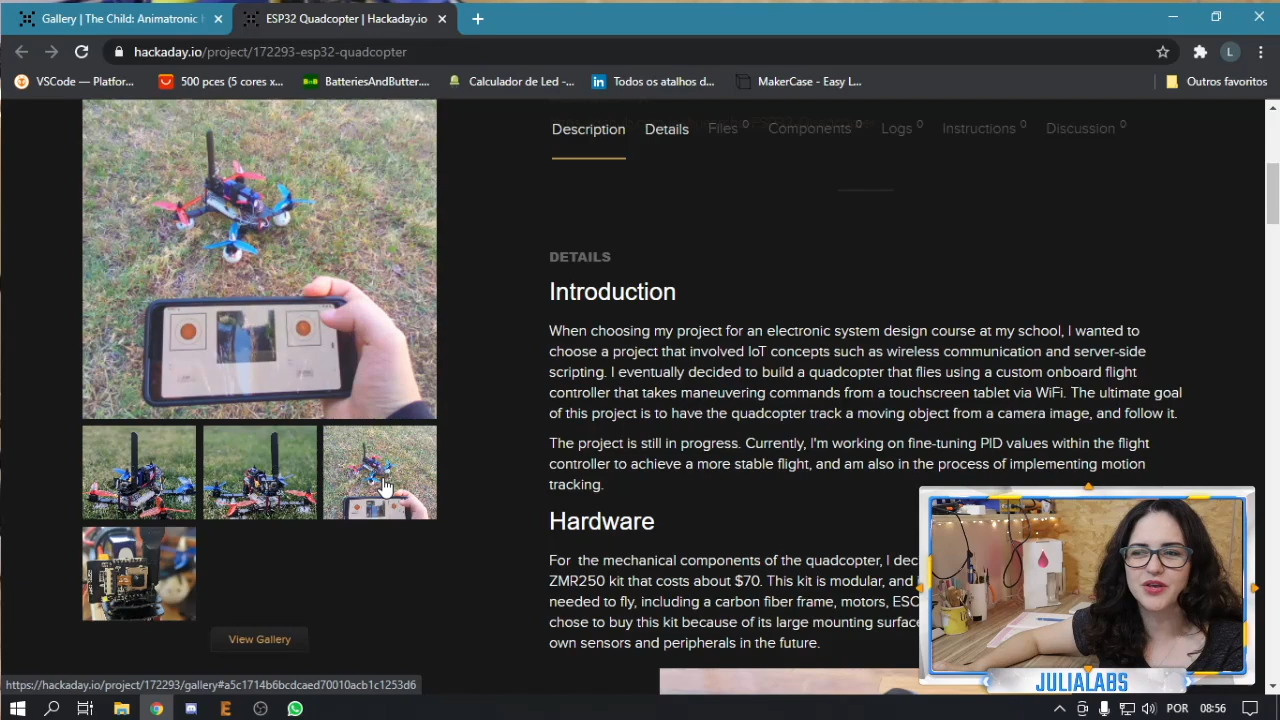 Gallery | The Child: Animatronic
ESP32 Quadcopter | Hackaday.io
hackaday.io/project/172293-esp32-quadcopter
L
VSCode — Platfor...
500 pces (5 cores x...
BnB
BatteriesAndButter...
Calculador de Led -...
in
Todos os atalhos d...
MakerCase - Easy L...
Outros favoritos
Description
Details
Files 0
Components 0
Logs 0
Instructions 0
Discussion 0
DETAILS
Introduction
When choosing my project for an electronic system design course at my school, I wanted to
choose a project that involved IoT concepts such as wireless communication and server-side
scripting. I eventually decided to build a quadcopter that flies using a custom onboard flight
controller that takes maneuvering commands from a touchscreen tablet via WiFi. The ultimate goal
of this project is to have the quadcopter track a moving object from a camera image, and follow it.
The project is still in progress. Currently, I'm working on fine-tuning PID values within the flight
controller to achieve a more stable flight, and am also in the process of implementing motion
tracking.
Hardware
For the mechanical components of the quadcopter, I dec
ZMR250 kit that costs about $70. This kit is modular, and
needed to fly, including a carbon fiber frame, motors, ESC
chose to buy this kit because of its large mounting surface
own sensors and peripherals in the future.
View Gallery
https://hackaday.io/project/172293/gallery#a5c1714b6bcdcaed70010acb1c1253d6
JULIALABS
POR
08:56